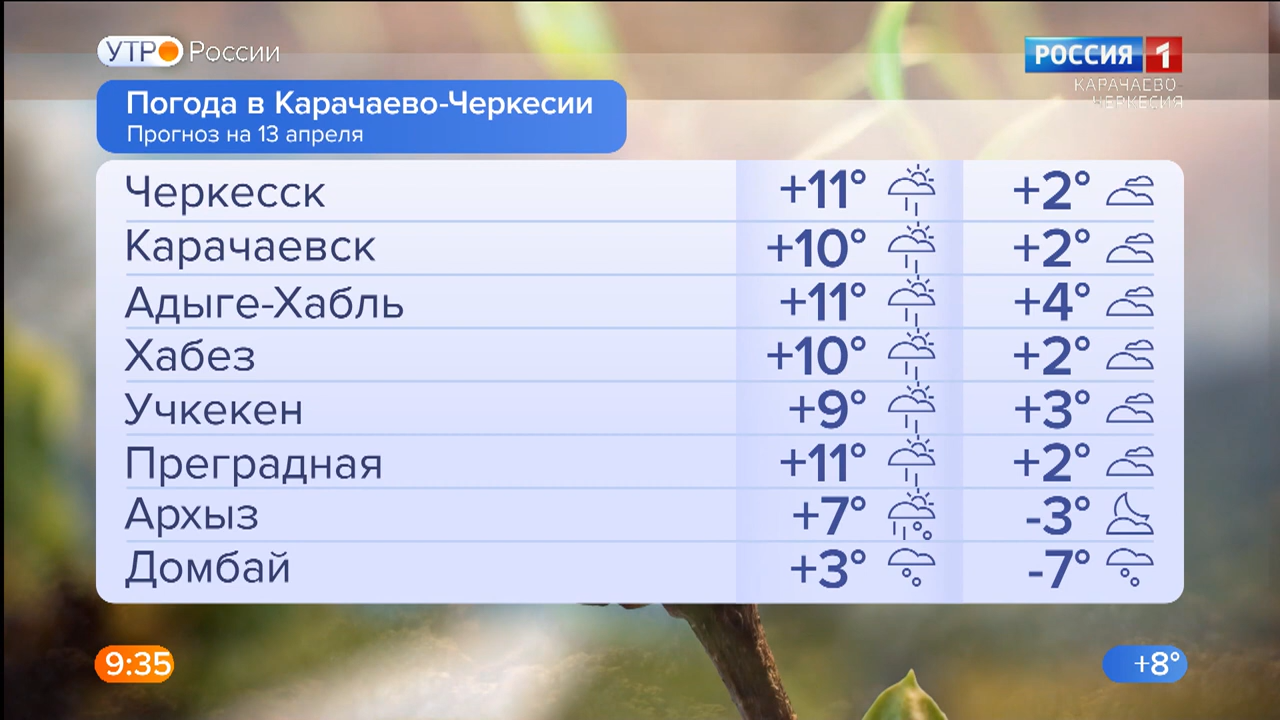 УТРО России
РОССИЯ 1
КАРАЧАЕВО-
ЧЕРКЕСИЯ
Погода в Карачаево-Черкесии
Прогноз на 13 апреля
Черкесск +11° +2°
Карачаевск +10° +2°
Адыге-Хабль +11° +4°
Хабез +10° +2°
Учкекен +9° +3°
Преградная +11° +2°
Архыз +7° -3°
Домбай +3° -7°
9:35 +8°